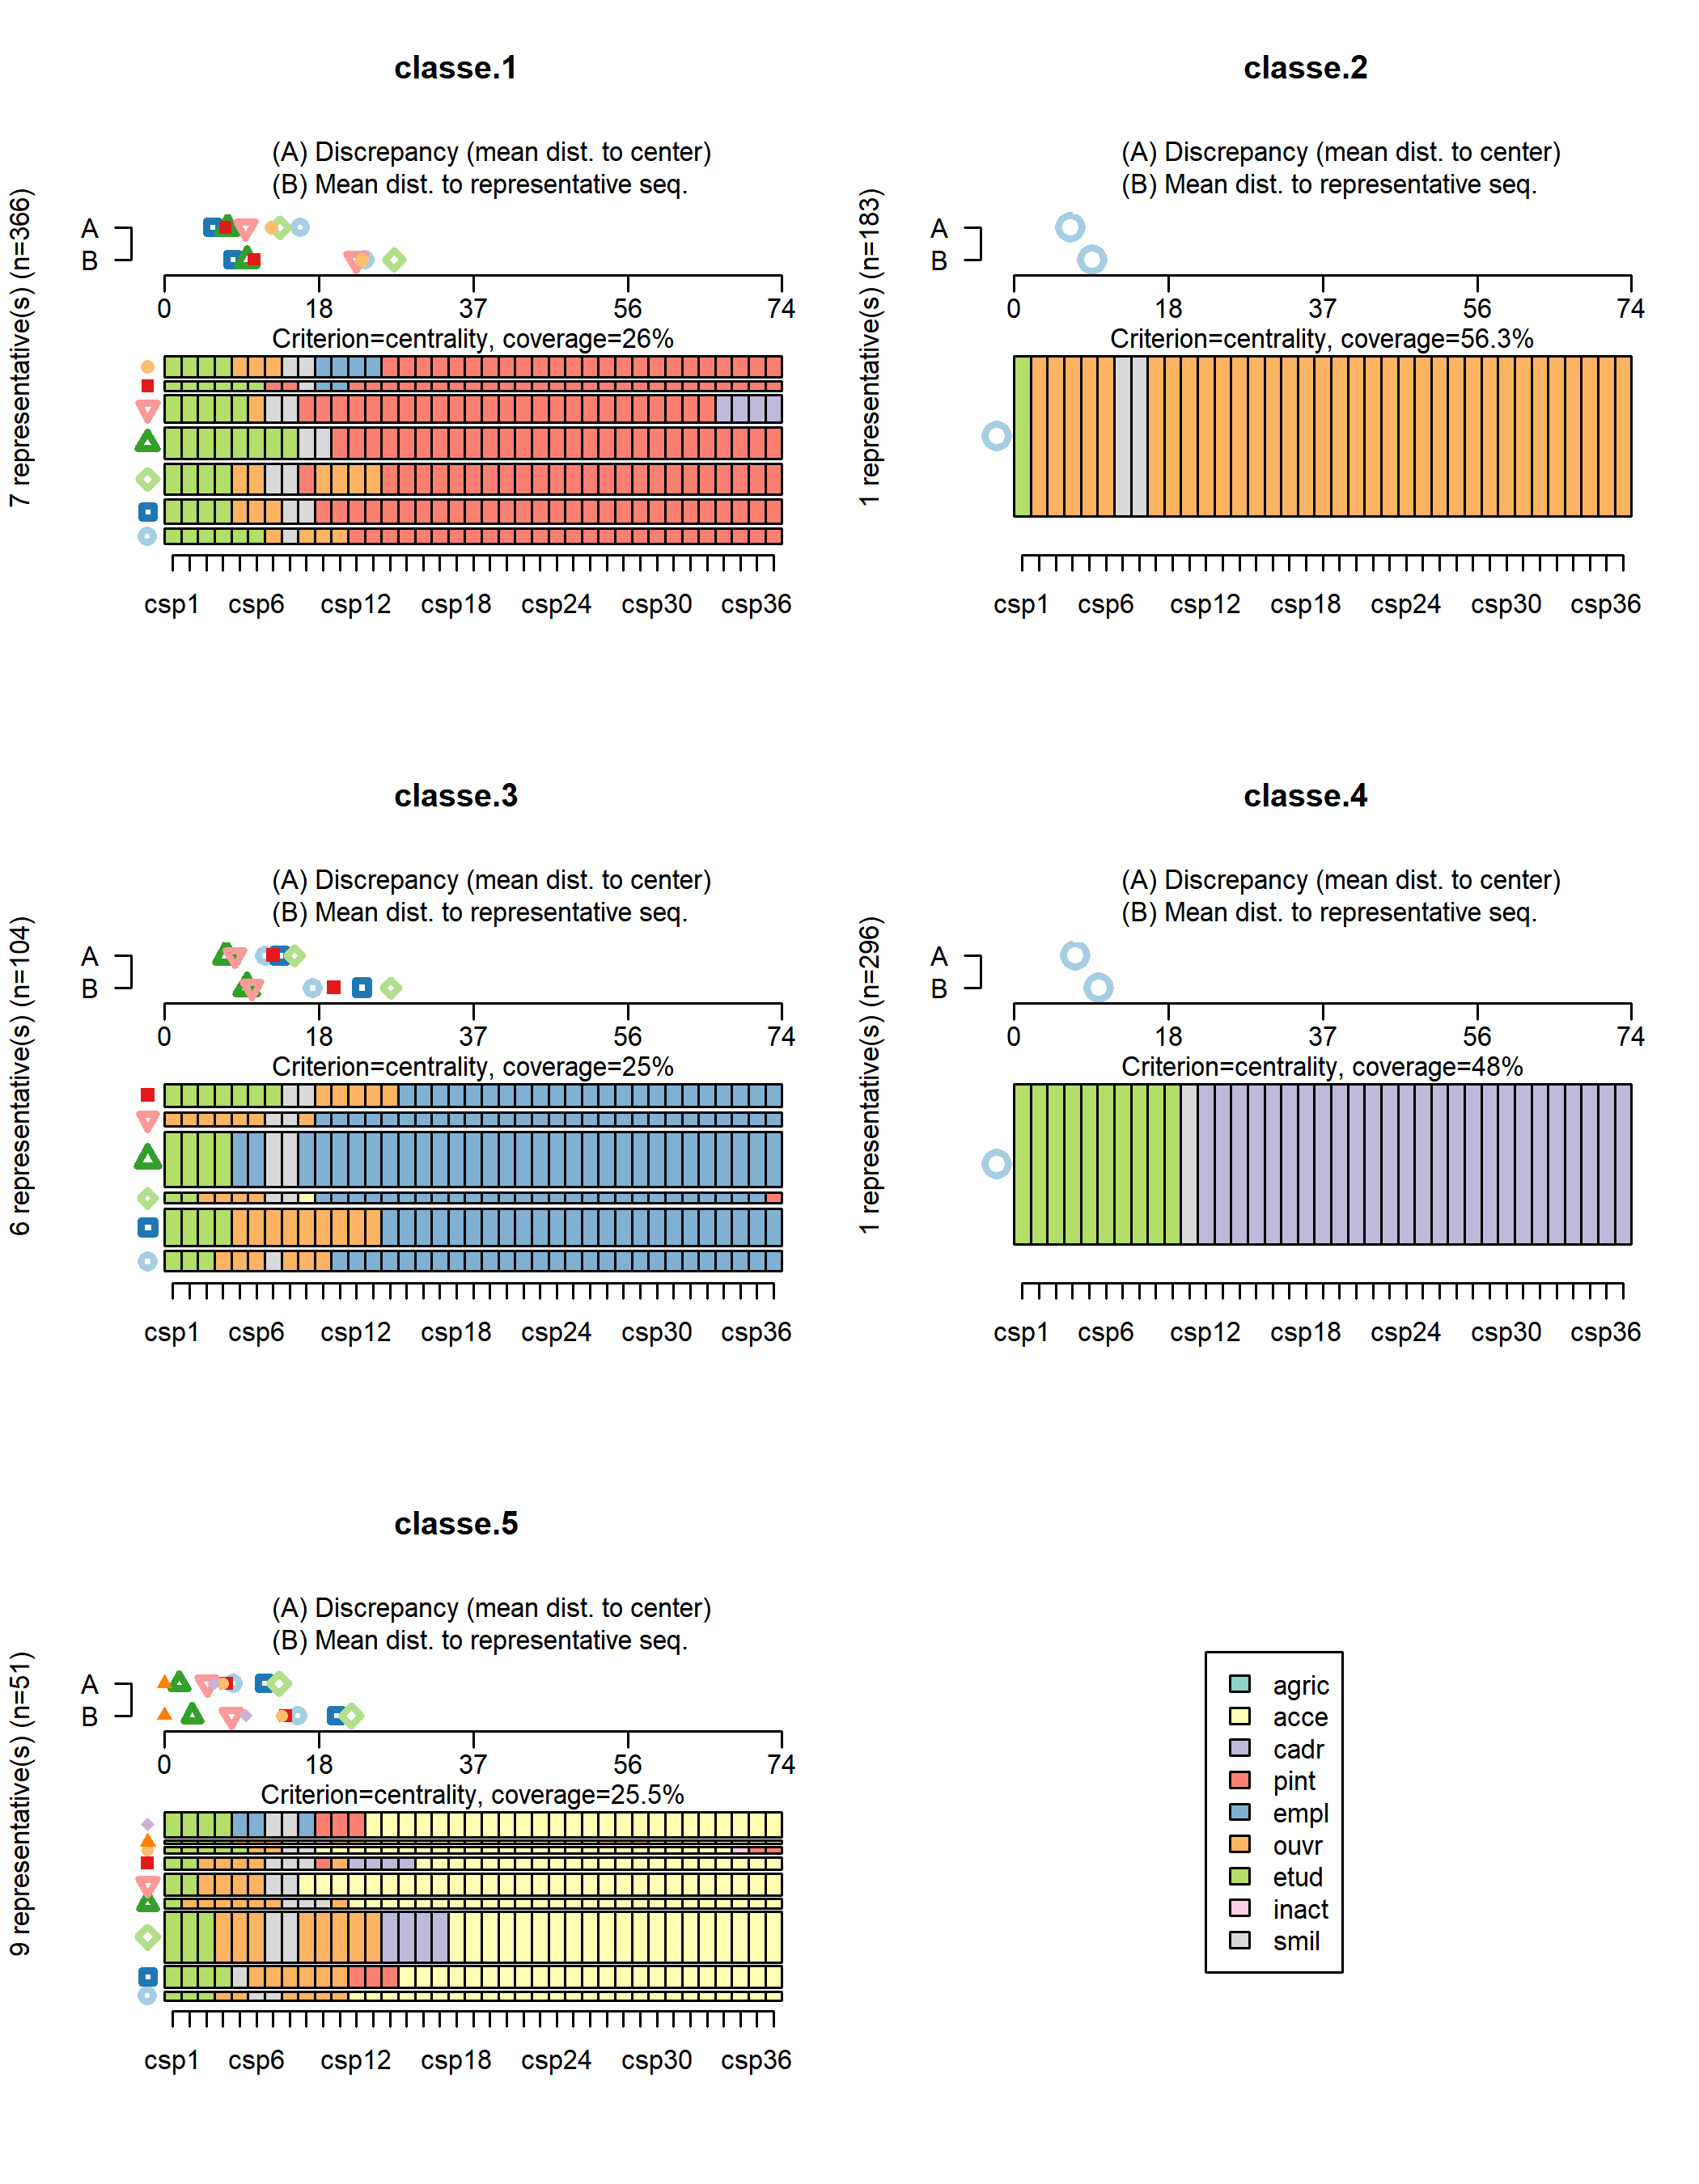 classe.1
(A) Discrepancy (mean dist. to center)
(B) Mean dist. to representative seq.
7 representative(s) (n=366)
A
B
0 18 37 56 74
Criterion=centrality, coverage=26%
csp1 csp6 csp12 csp18 csp24 csp30 csp36
classe.2
(A) Discrepancy (mean dist. to center)
(B) Mean dist. to representative seq.
1 representative(s) (n=183)
A
B
0 18 37 56 74
Criterion=centrality, coverage=56.3%
csp1 csp6 csp12 csp18 csp24 csp30 csp36
classe.3
(A) Discrepancy (mean dist. to center)
(B) Mean dist. to representative seq.
6 representative(s) (n=104)
A
B
0 18 37 56 74
Criterion=centrality, coverage=25%
csp1 csp6 csp12 csp18 csp24 csp30 csp36
classe.4
(A) Discrepancy (mean dist. to center)
(B) Mean dist. to representative seq.
1 representative(s) (n=296)
A
B
0 18 37 56 74
Criterion=centrality, coverage=48%
csp1 csp6 csp12 csp18 csp24 csp30 csp36
classe.5
(A) Discrepancy (mean dist. to center)
(B) Mean dist. to representative seq.
9 representative(s) (n=51)
A
B
0 18 37 56 74
Criterion=centrality, coverage=25.5%
csp1 csp6 csp12 csp18 csp24 csp30 csp36
agric
acce
cadr
pint
empl
ouvr
etud
inact
smil